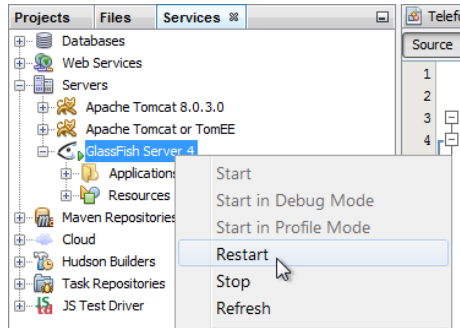 Projects Files Services
Telefo
Databases
Source
Web Services
Servers
1
Apache Tomcat 8.0.3.0
2
Apache Tomcat or TomEE
3
GlassFish Server 4
4
Applications
Start
Resources
Start in Debug Mode
Maven Repositories
Start in Profile Mode
Cloud
Restart
Hudson Builders
Stop
Task Repositories
Refresh
JS Test Driver